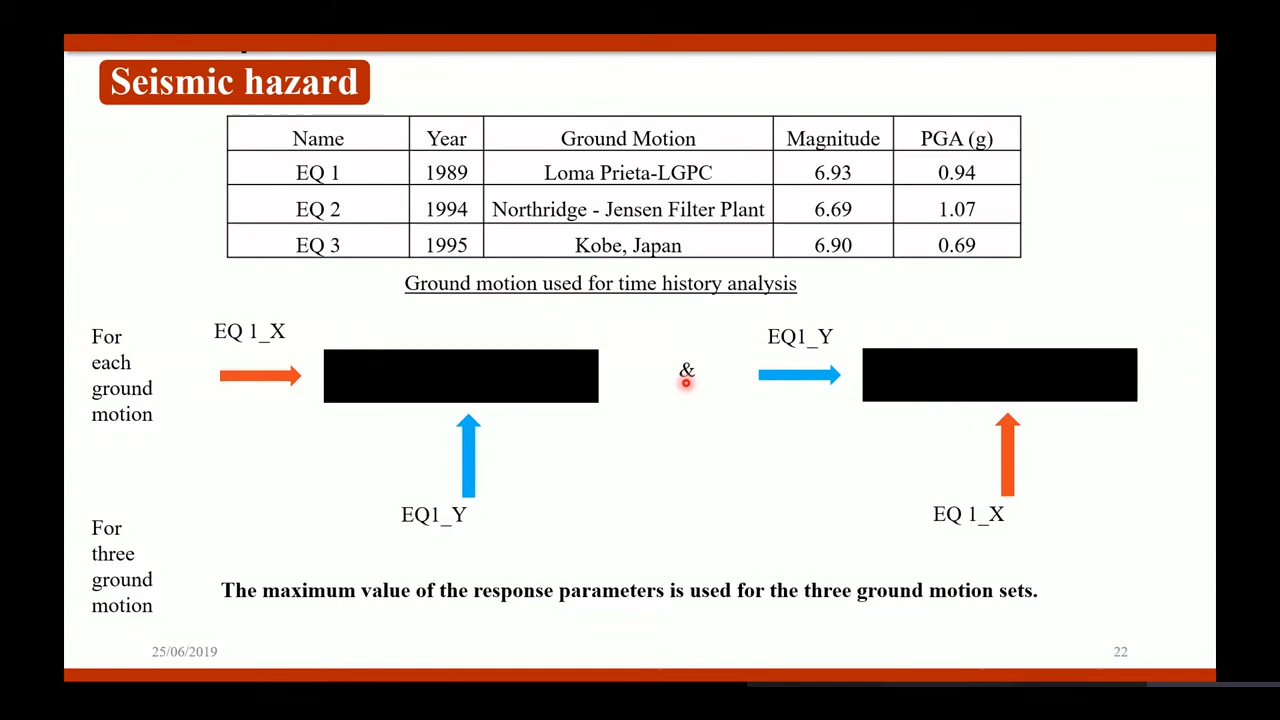 Seismic hazard
Name Year Ground Motion Magnitude PGA (g)
EQ 1 1989 Loma Prieta-LGPC 6.93 0.94
EQ 2 1994 Northridge - Jensen Filter Plant 6.69 1.07
EQ 3 1995 Kobe, Japan 6.90 0.69
Ground motion used for time history analysis
For
each
ground
motion
EQ 1_X
&
EQ1_Y
EQ1_Y
EQ 1_X
For
three
ground
motion
The maximum value of the response parameters is used for the three ground motion sets.
25/06/2019
22